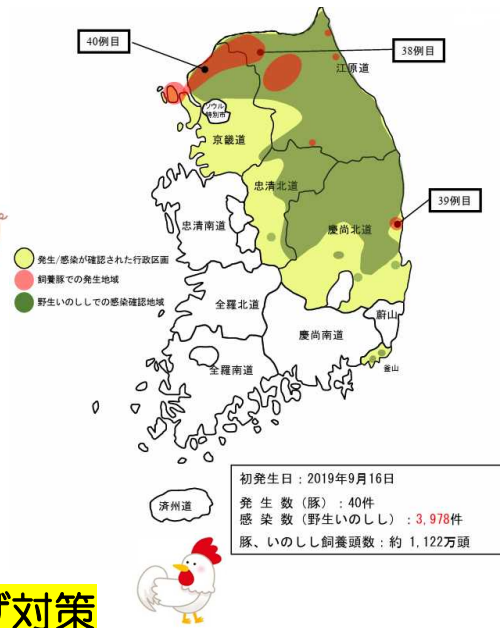 40例目
38例目
江原道
ソウル
特別市
京畿道
忠清北道
39例目
忠清南道
慶尚北道
発生/感染が確認された行政区画
飼養豚での発生地域
野生いのししでの感染確認地域
全羅北道
蔚山
慶尚南道
釜山
全羅南道
済州道
初発生日：2019年9月16日
発生数（豚）：40件
感染数（野生いのしし）：3,978件
豚、いのしし飼養頭数：約 1,122万頭
ザ対策